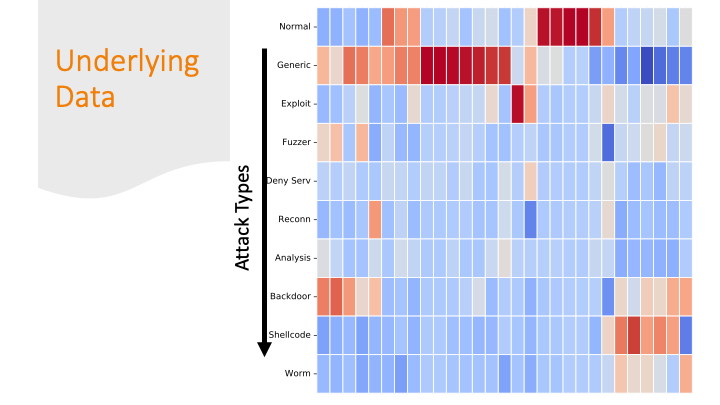 Underlying
Data
Attack Types
Normal
Generic
Exploit
Fuzzer
Deny Serv
Reconn
Analysis
Backdoor
Shellcode
Worm